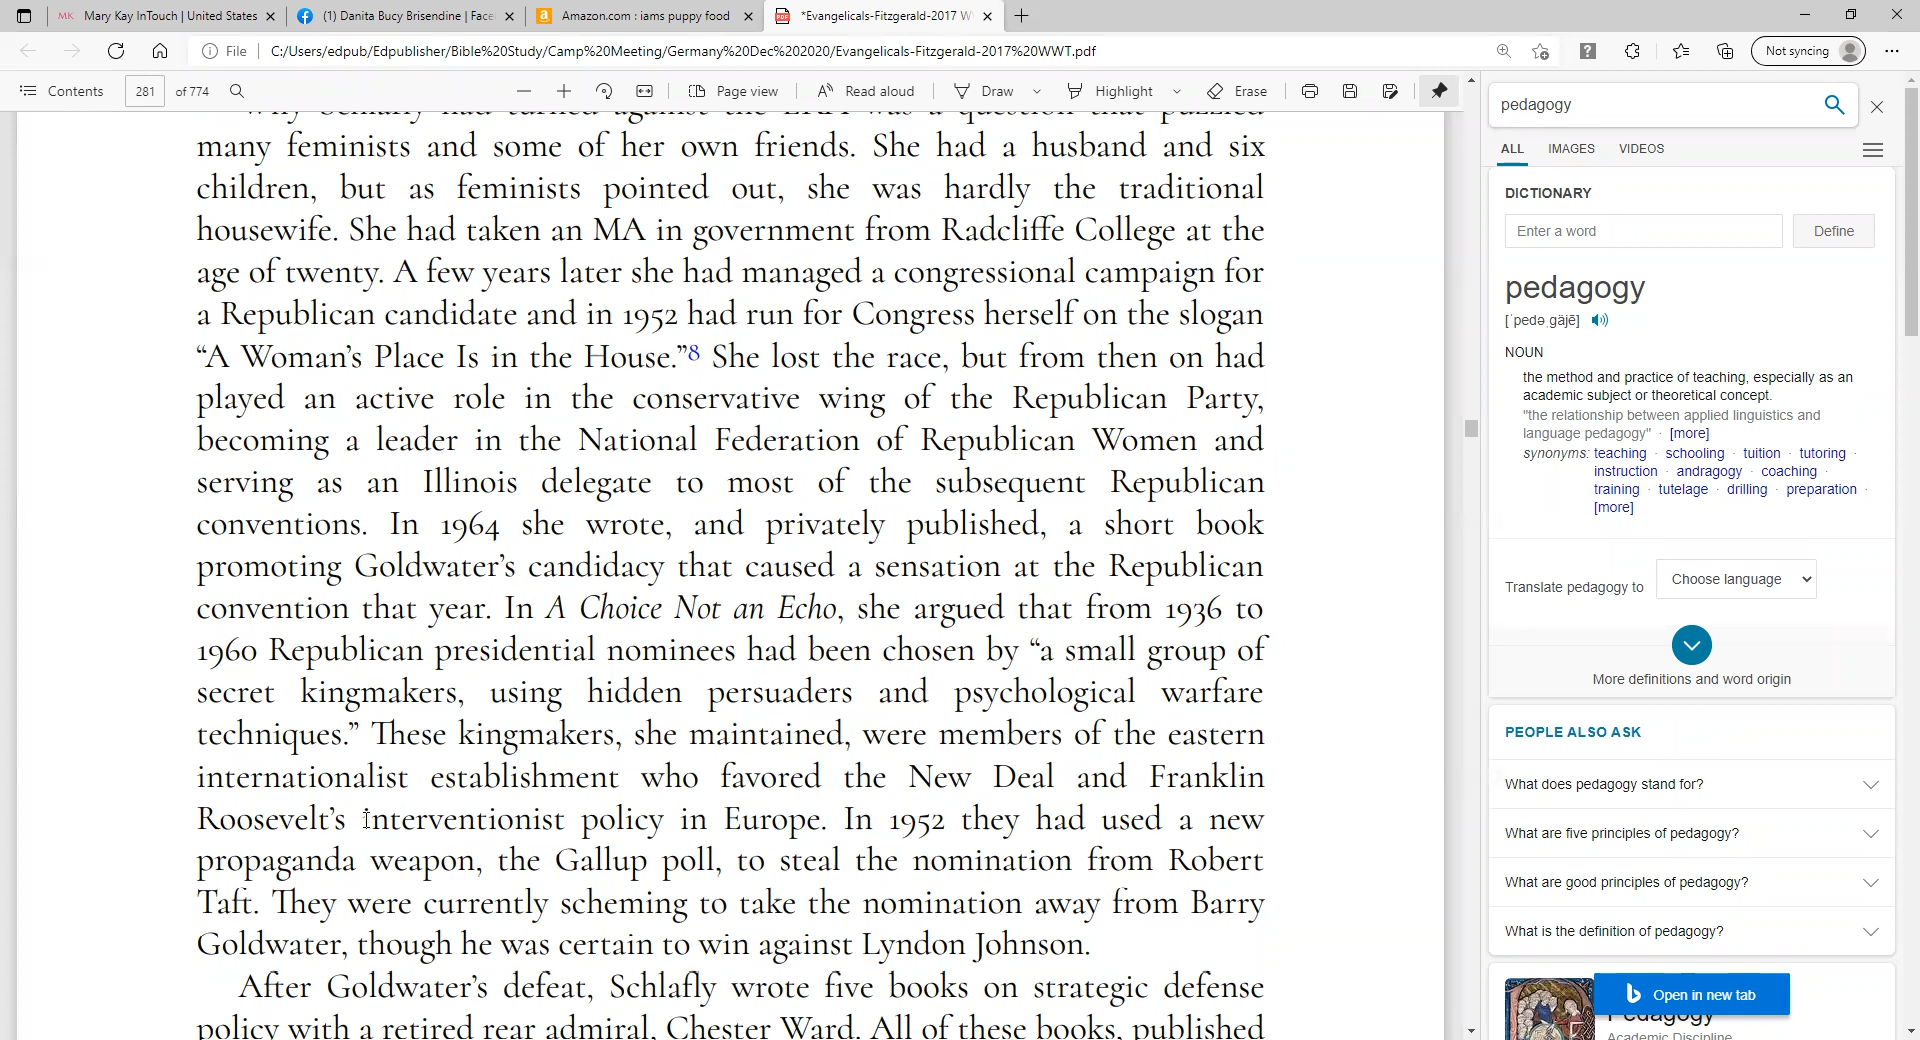 Mary Kay InTouch | United States
(1) Danita Bucy Brisendine | Face
Amazon.com : iams puppy food
*Evangelicals-Fitzgerald-2017 W
File
C:/Users/edpub/Edpublisher/Bible%20Study/Camp%20Meeting/Germany%20Dec%202020/Evangelicals-Fitzgerald-2017%20WWT.pdf
Not syncing
Contents
281 of 774
Page view
Read aloud
Draw
Highlight
Erase
Why Schlafly had turned against the ERA was a question that puzzled
many feminists and some of her own friends. She had a husband and six
children, but as feminists pointed out, she was hardly the traditional
housewife. She had taken an MA in government from Radcliffe College at the
age of twenty. A few years later she had managed a congressional campaign for
a Republican candidate and in 1952 had run for Congress herself on the slogan
“A Woman’s Place Is in the House.”8 She lost the race, but from then on had
played an active role in the conservative wing of the Republican Party,
becoming a leader in the National Federation of Republican Women and
serving as an Illinois delegate to most of the subsequent Republican
conventions. In 1964 she wrote, and privately published, a short book
promoting Goldwater’s candidacy that caused a sensation at the Republican
convention that year. In A Choice Not an Echo, she argued that from 1936 to
1960 Republican presidential nominees had been chosen by “a small group of
secret kingmakers, using hidden persuaders and psychological warfare
techniques.” These kingmakers, she maintained, were members of the eastern
internationalist establishment who favored the New Deal and Franklin
Roosevelt’s interventionist policy in Europe. In 1952 they had used a new
propaganda weapon, the Gallup poll, to steal the nomination from Robert
Taft. They were currently scheming to take the nomination away from Barry
Goldwater, though he was certain to win against Lyndon Johnson.
After Goldwater’s defeat, Schlafly wrote five books on strategic defense
policy with a retired rear admiral, Chester Ward. All of these books, published
pedagogy
ALL
IMAGES
VIDEOS
DICTIONARY
Enter a word
Define
pedagogy
[ˈpedəˌɡäjē]
NOUN
the method and practice of teaching, especially as an
academic subject or theoretical concept.
"the relationship between applied linguistics and
language pedagogy" · [more]
synonyms: teaching · schooling · tuition · tutoring ·
instruction · andragogy · coaching ·
training · tutelage · drilling · preparation ·
[more]
Translate pedagogy to
Choose language
More definitions and word origin
PEOPLE ALSO ASK
What does pedagogy stand for?
What are five principles of pedagogy?
What are good principles of pedagogy?
What is the definition of pedagogy?
Open in new tab
Pedagogy
Academic Discipline